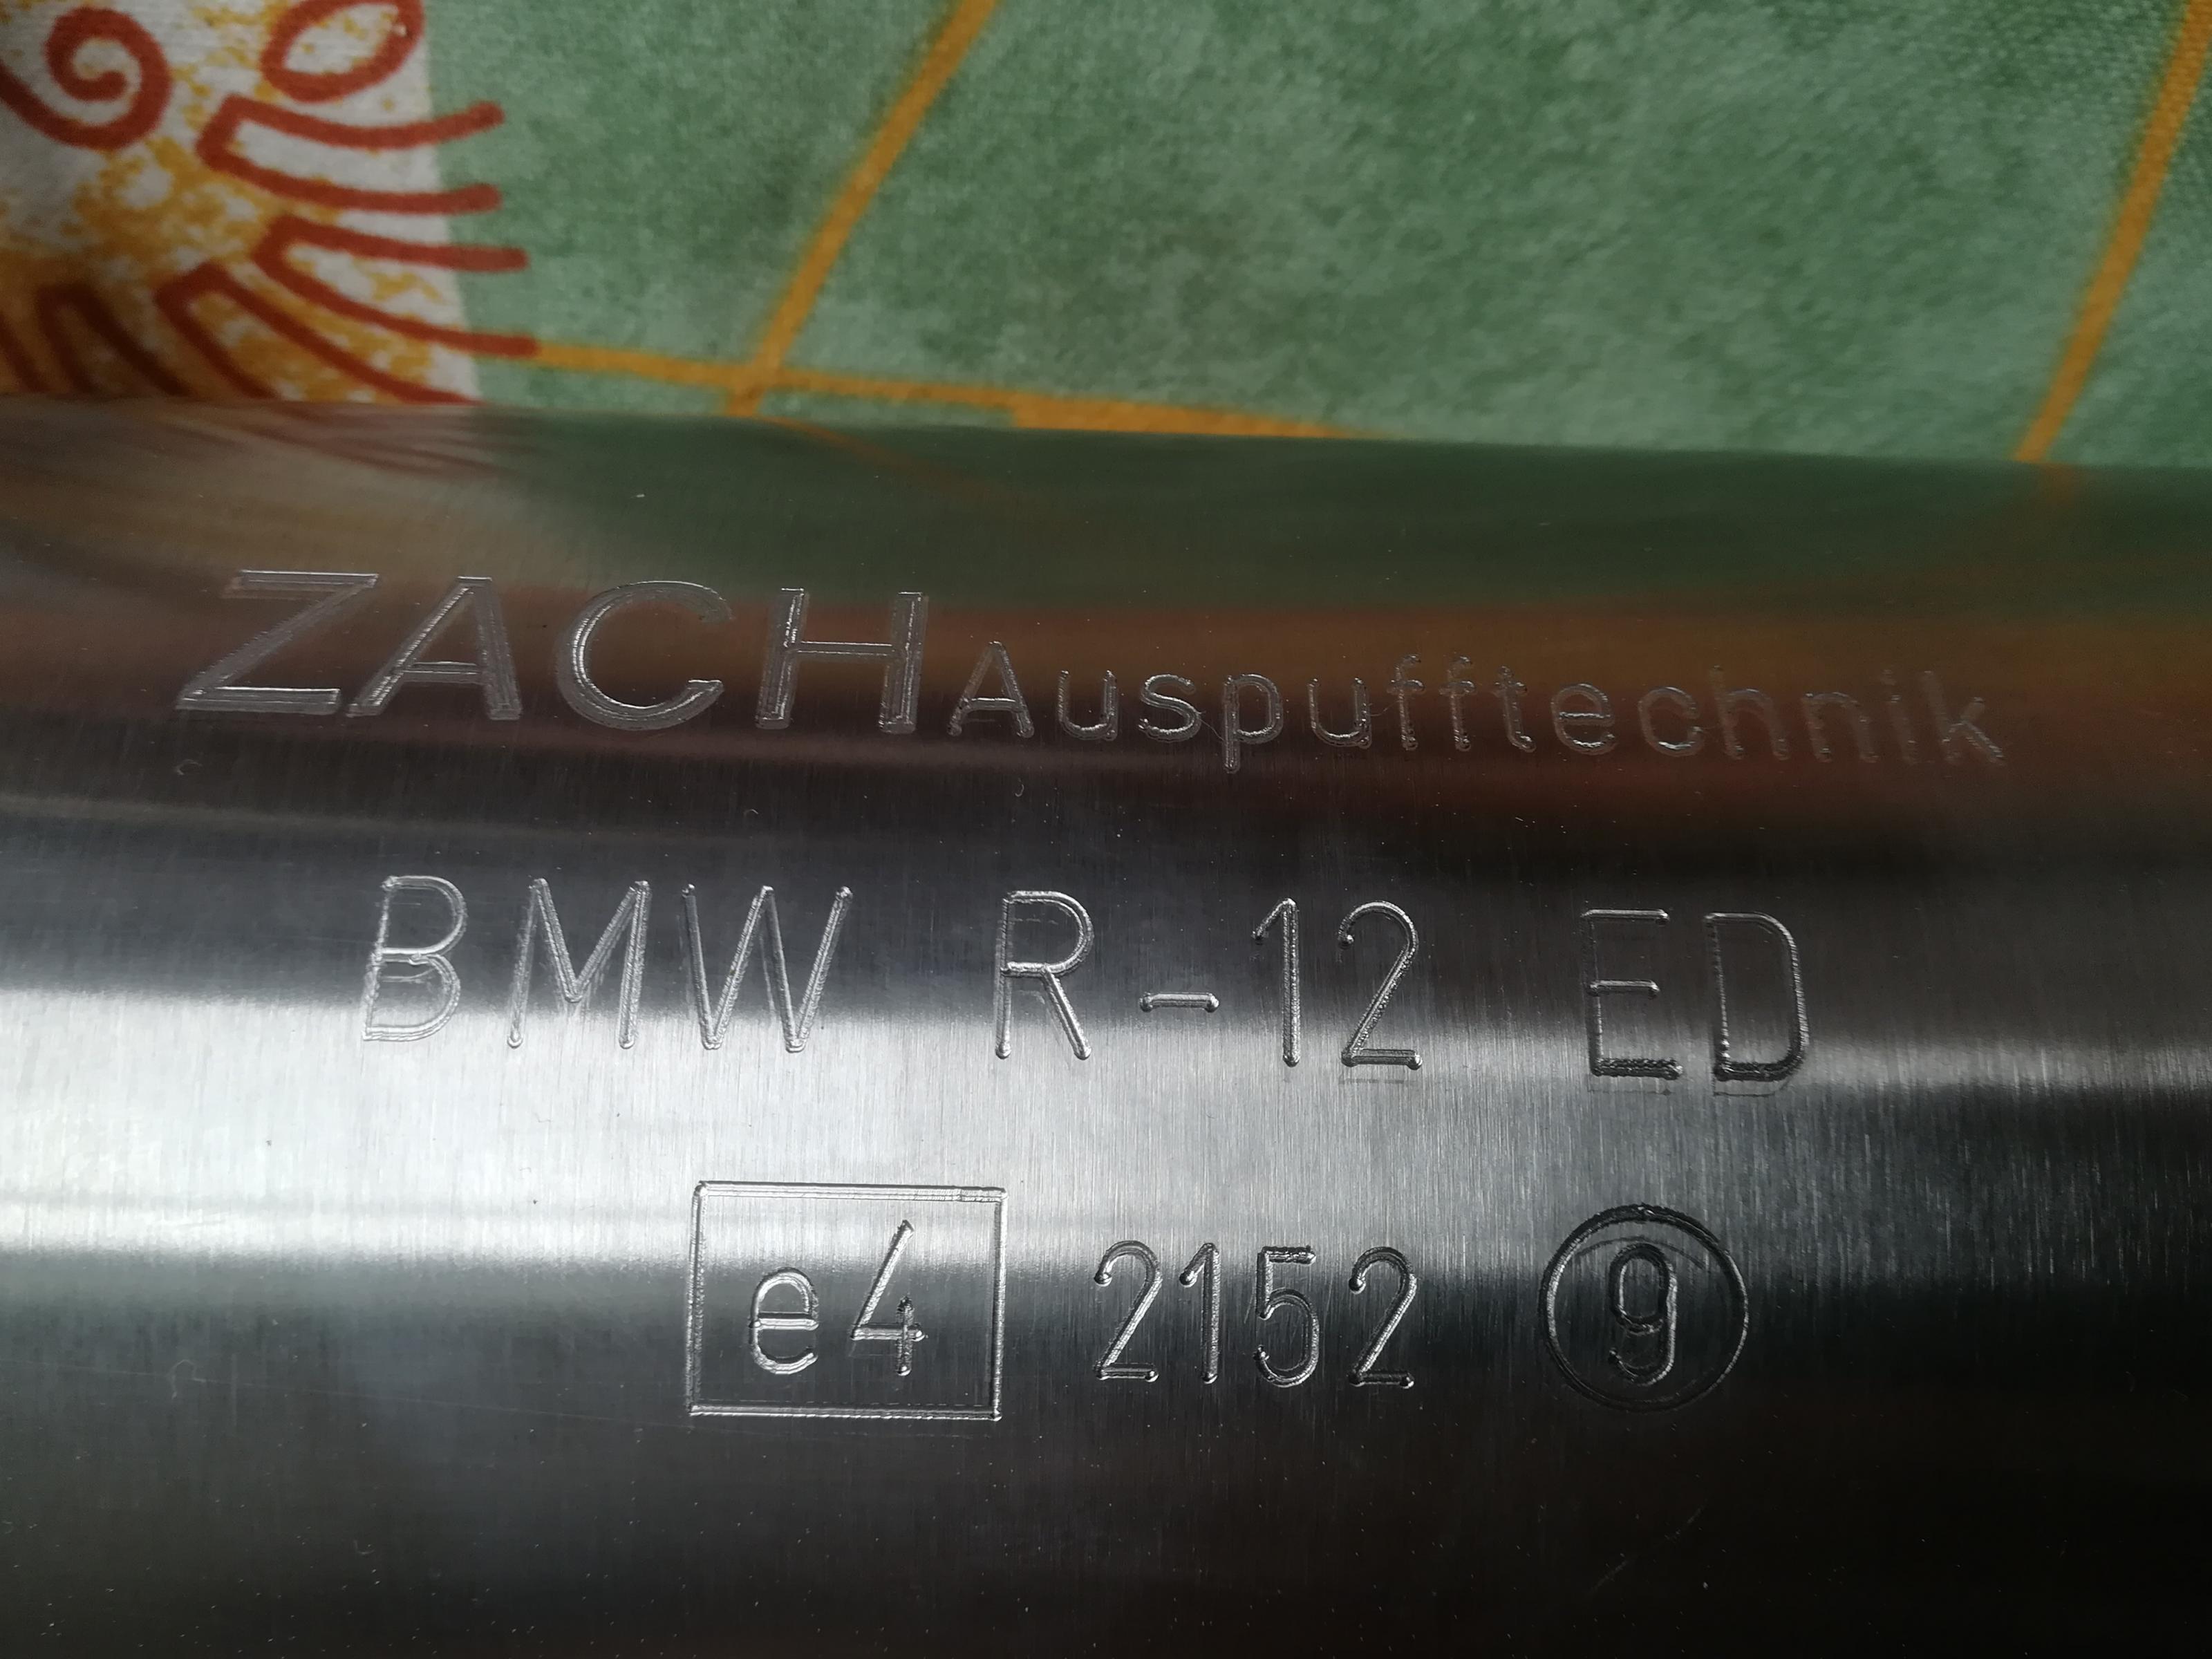 ZACH Auspufftechnik
BMW R-12 ED
e4 2152 9